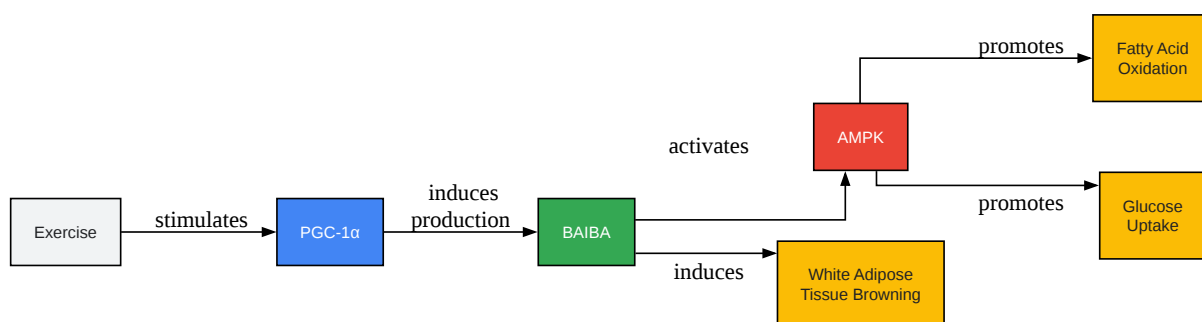 promotes
Fatty Acid
Oxidation
AMPK
activates
promotes
Glucose
Uptake
Exercise
stimulates
PGC-1α
induces
production
BAIBA
induces
White Adipose
Tissue Browning